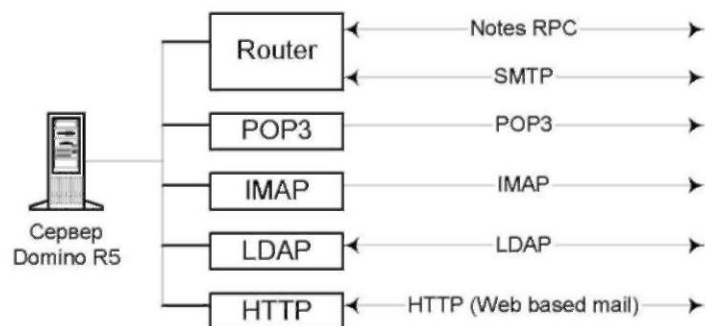 Router
Notes RPC
SMTP
POP3
POP3
IMAP
IMAP
LDAP
LDAP
HTTP
HTTP (Web based mail)
Сервер
Domino R5